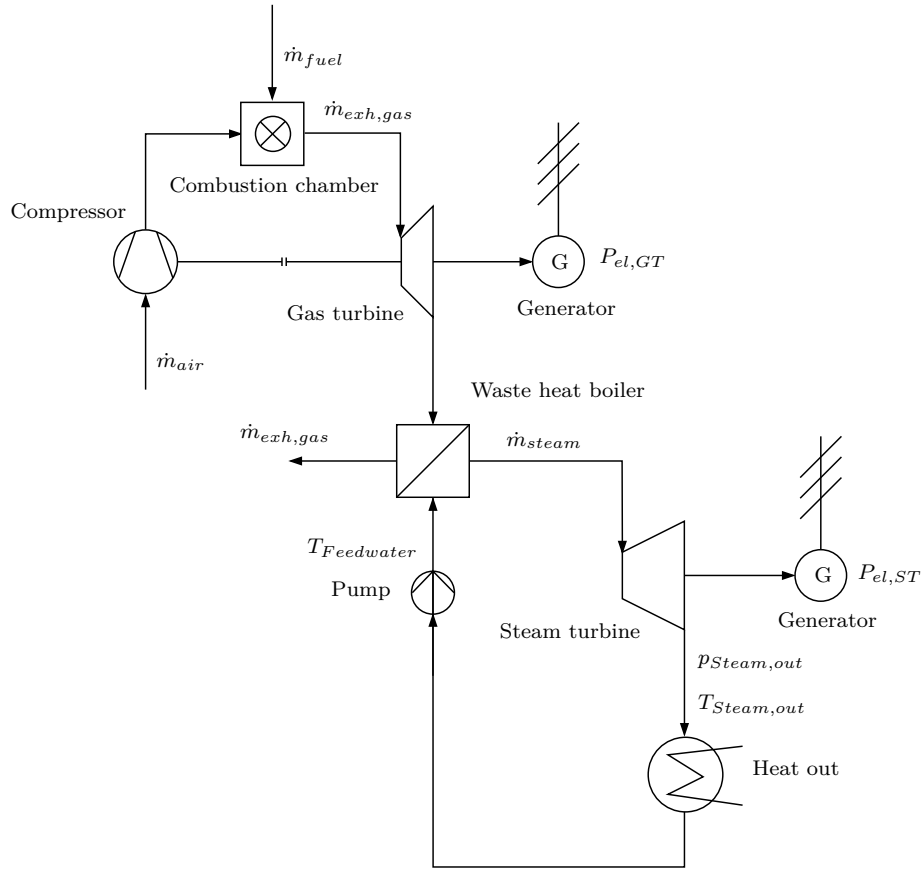 ṁ_fuel
ṁ_exh,gas
Combustion chamber
Compressor
G
P_el,GT
Gas turbine
Generator
ṁ_air
Waste heat boiler
ṁ_exh,gas
ṁ_steam
T_Feedwater
Pump
G
P_el,ST
Steam turbine
Generator
p_Steam,out
T_Steam,out
Heat out